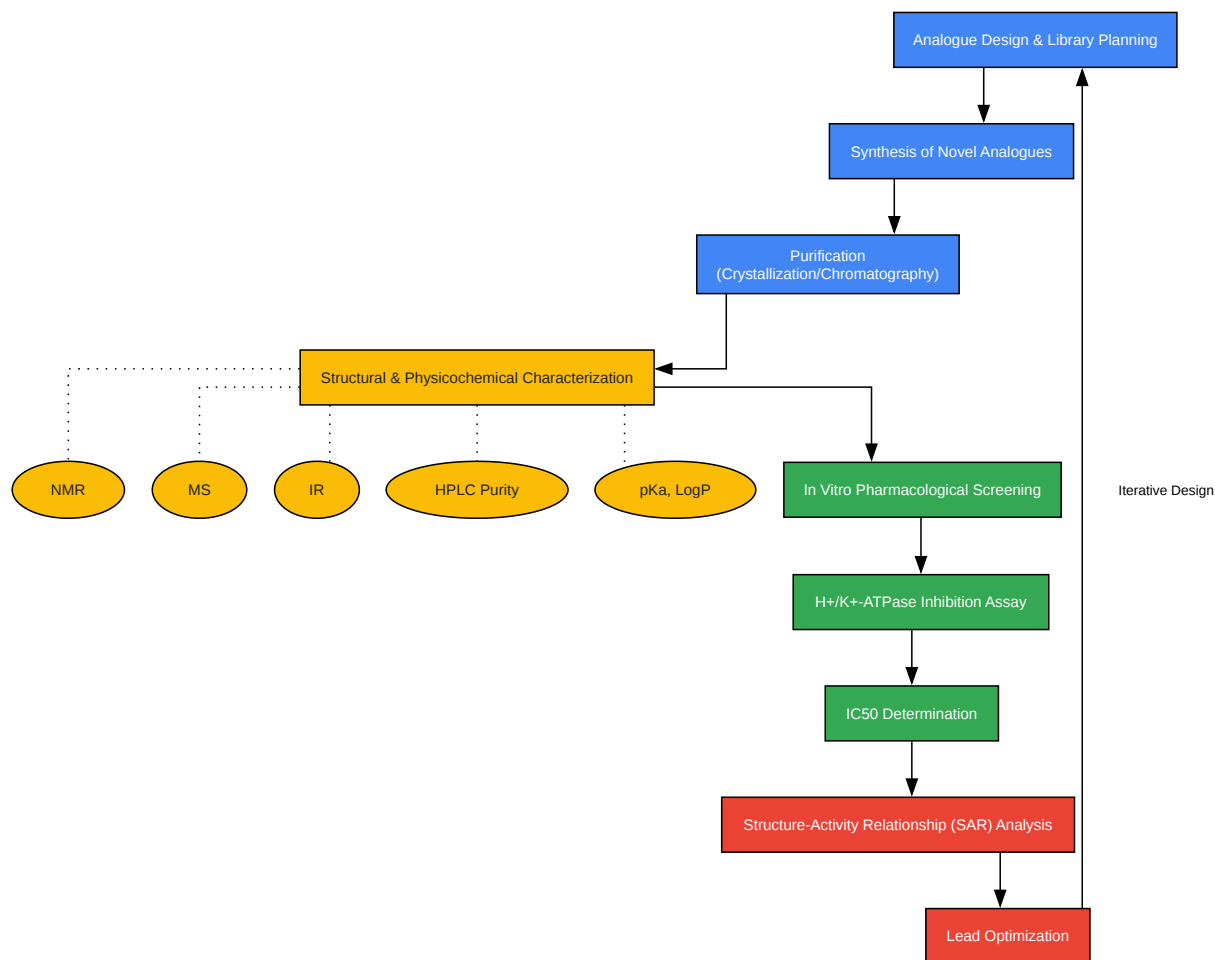 Analogue Design & Library Planning
Synthesis of Novel Analogues
Purification
(Crystallization/Chromatography)
Structural & Physicochemical Characterization
NMR
MS
IR
HPLC Purity
pKa, LogP
In Vitro Pharmacological Screening
Iterative Design
H+/K+-ATPase Inhibition Assay
IC50 Determination
Structure-Activity Relationship (SAR) Analysis
Lead Optimization